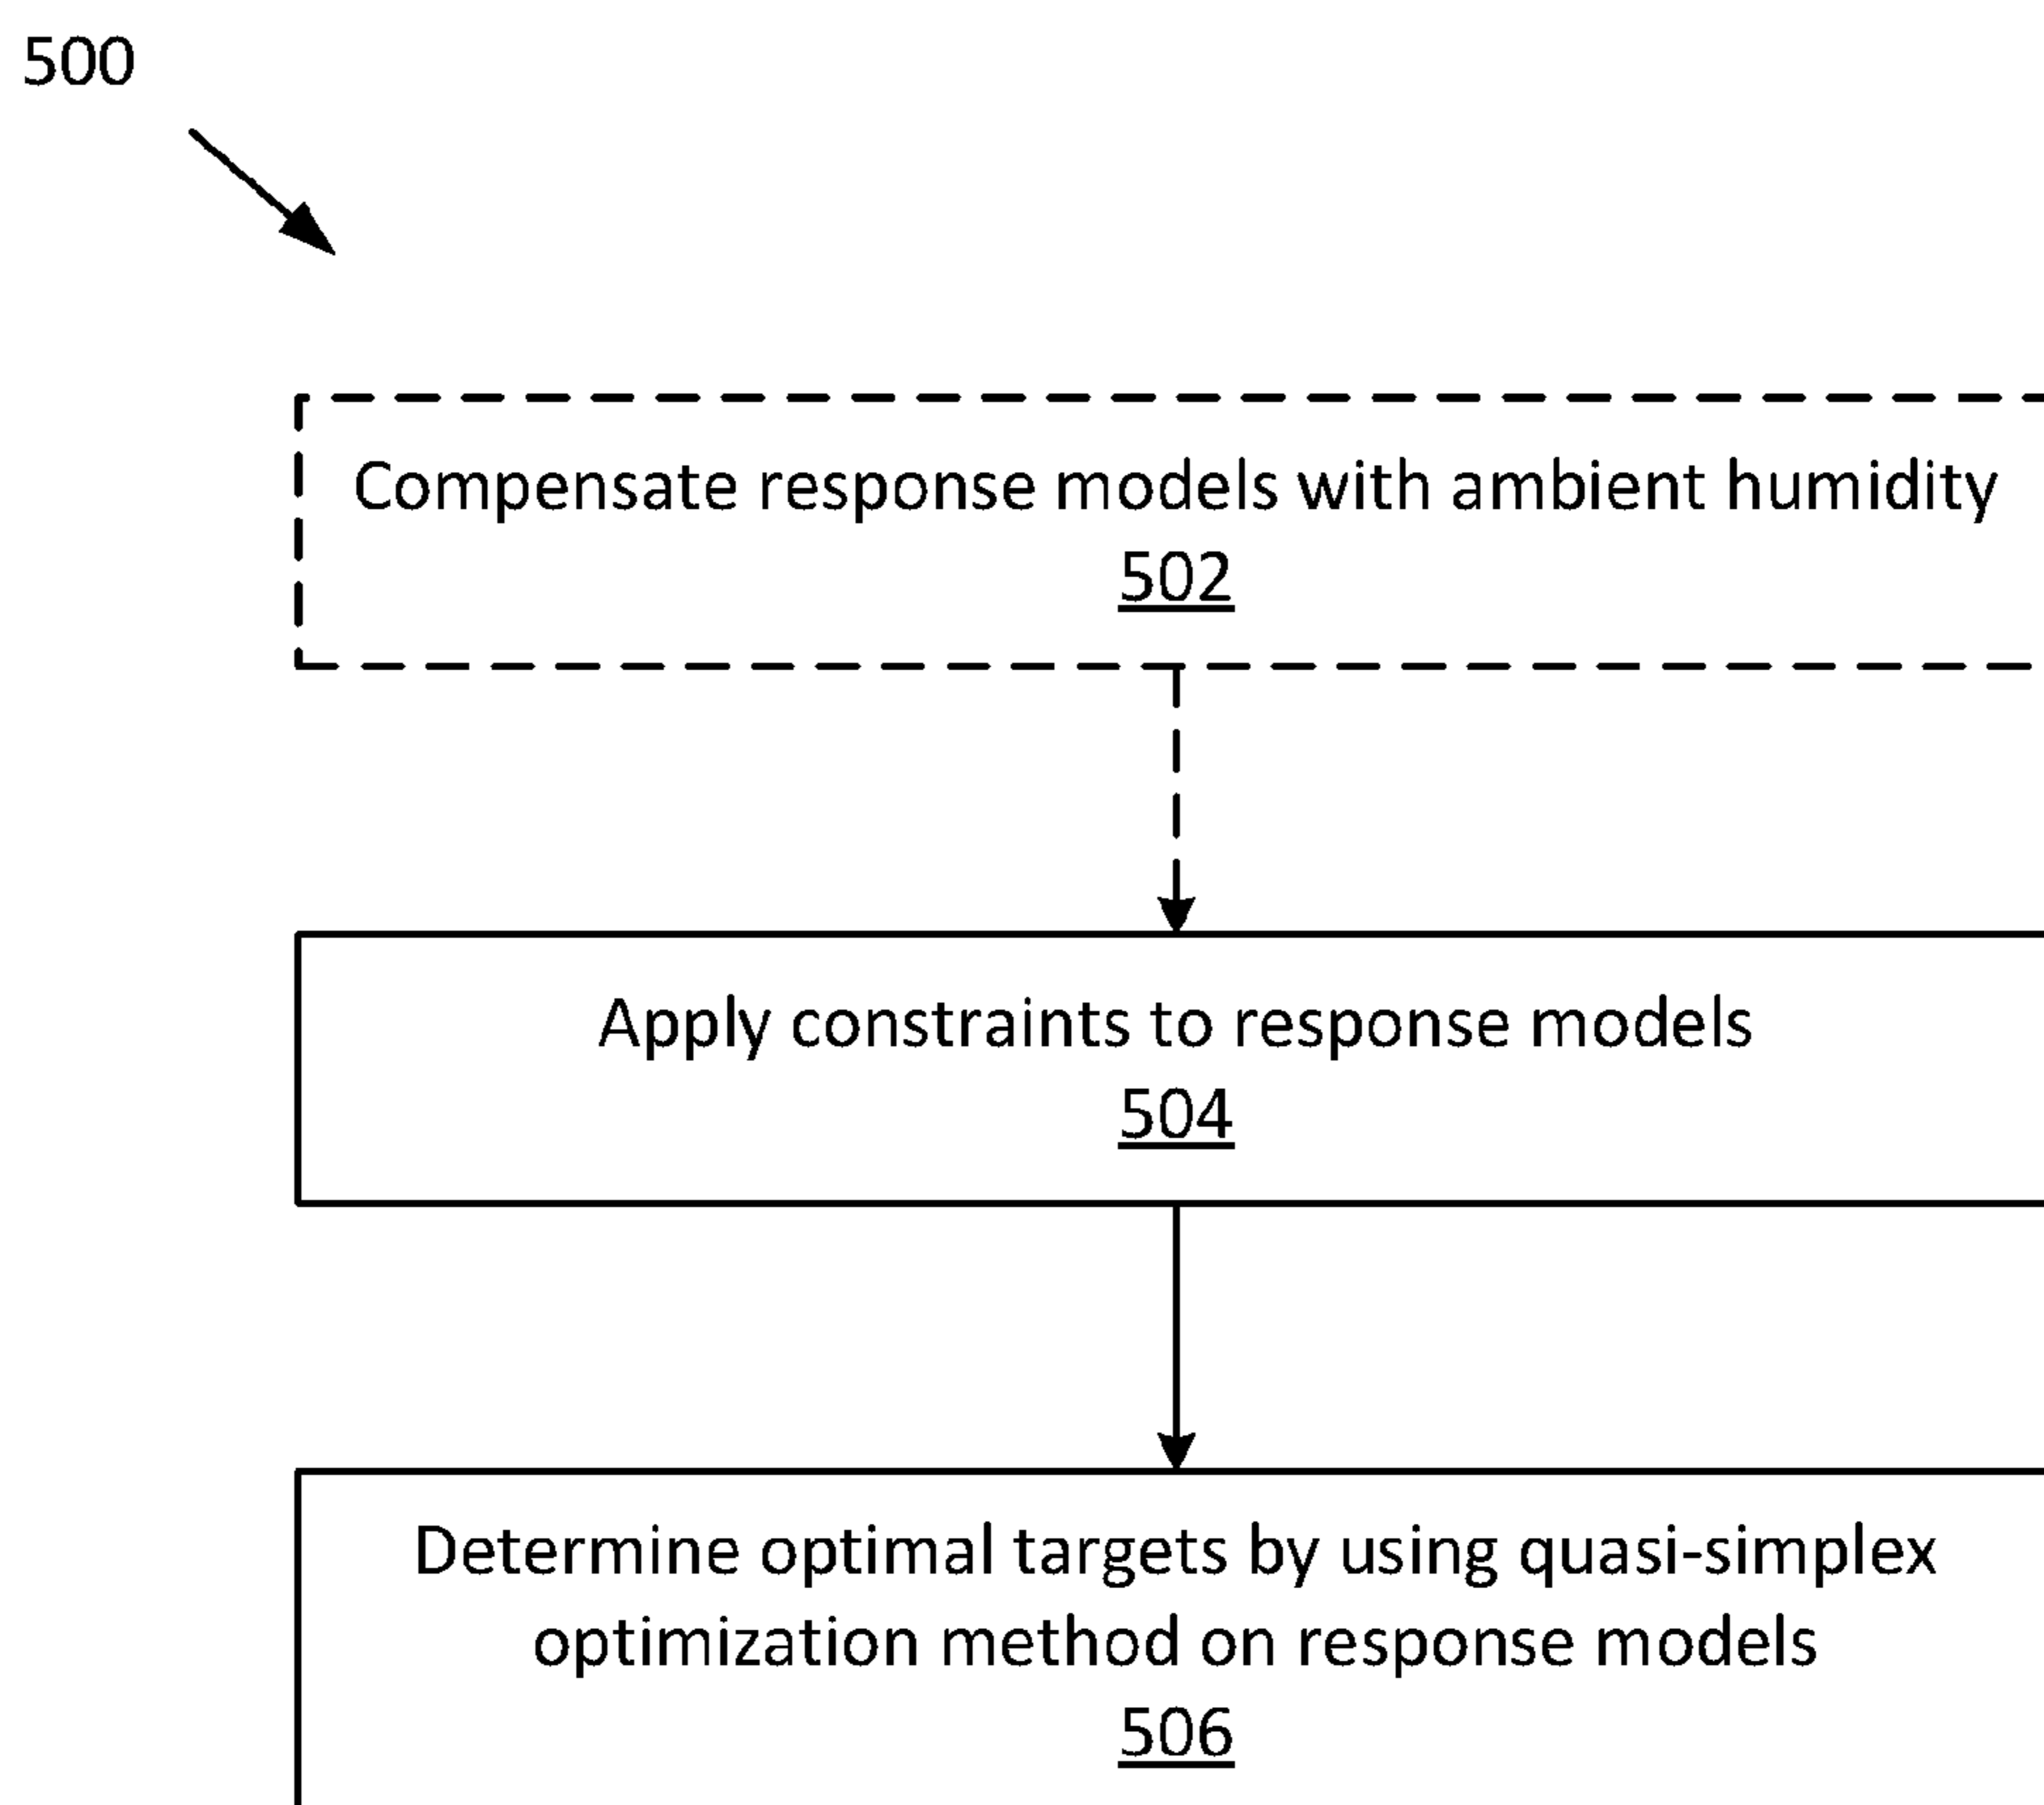 500
Compensate response models with ambient humidity
502
Apply constraints to response models
504
Determine optimal targets by using quasi-simplex
optimization method on response models
506